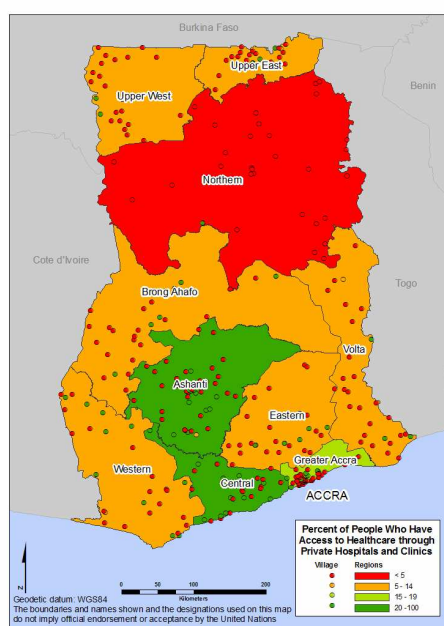 Burkina Faso
Upper East
Benin
Upper West
Northern
Cote d'Ivoire
Togo
Brong Ahafo
Volta
Ashanti
Eastern
Greater Accra
Western
Central
ACCRA
Percent of People Who Have
Access to Healthcare through
Private Hospitals and Clinics
Village Regions
< 5
5 - 14
15 - 19
20 -100
N
0 50 100 200
Kilometers
Geodetic datum: WGS84
The boundaries and names shown and the designations used on this map
do not imply official endorsement or acceptance by the United Nations